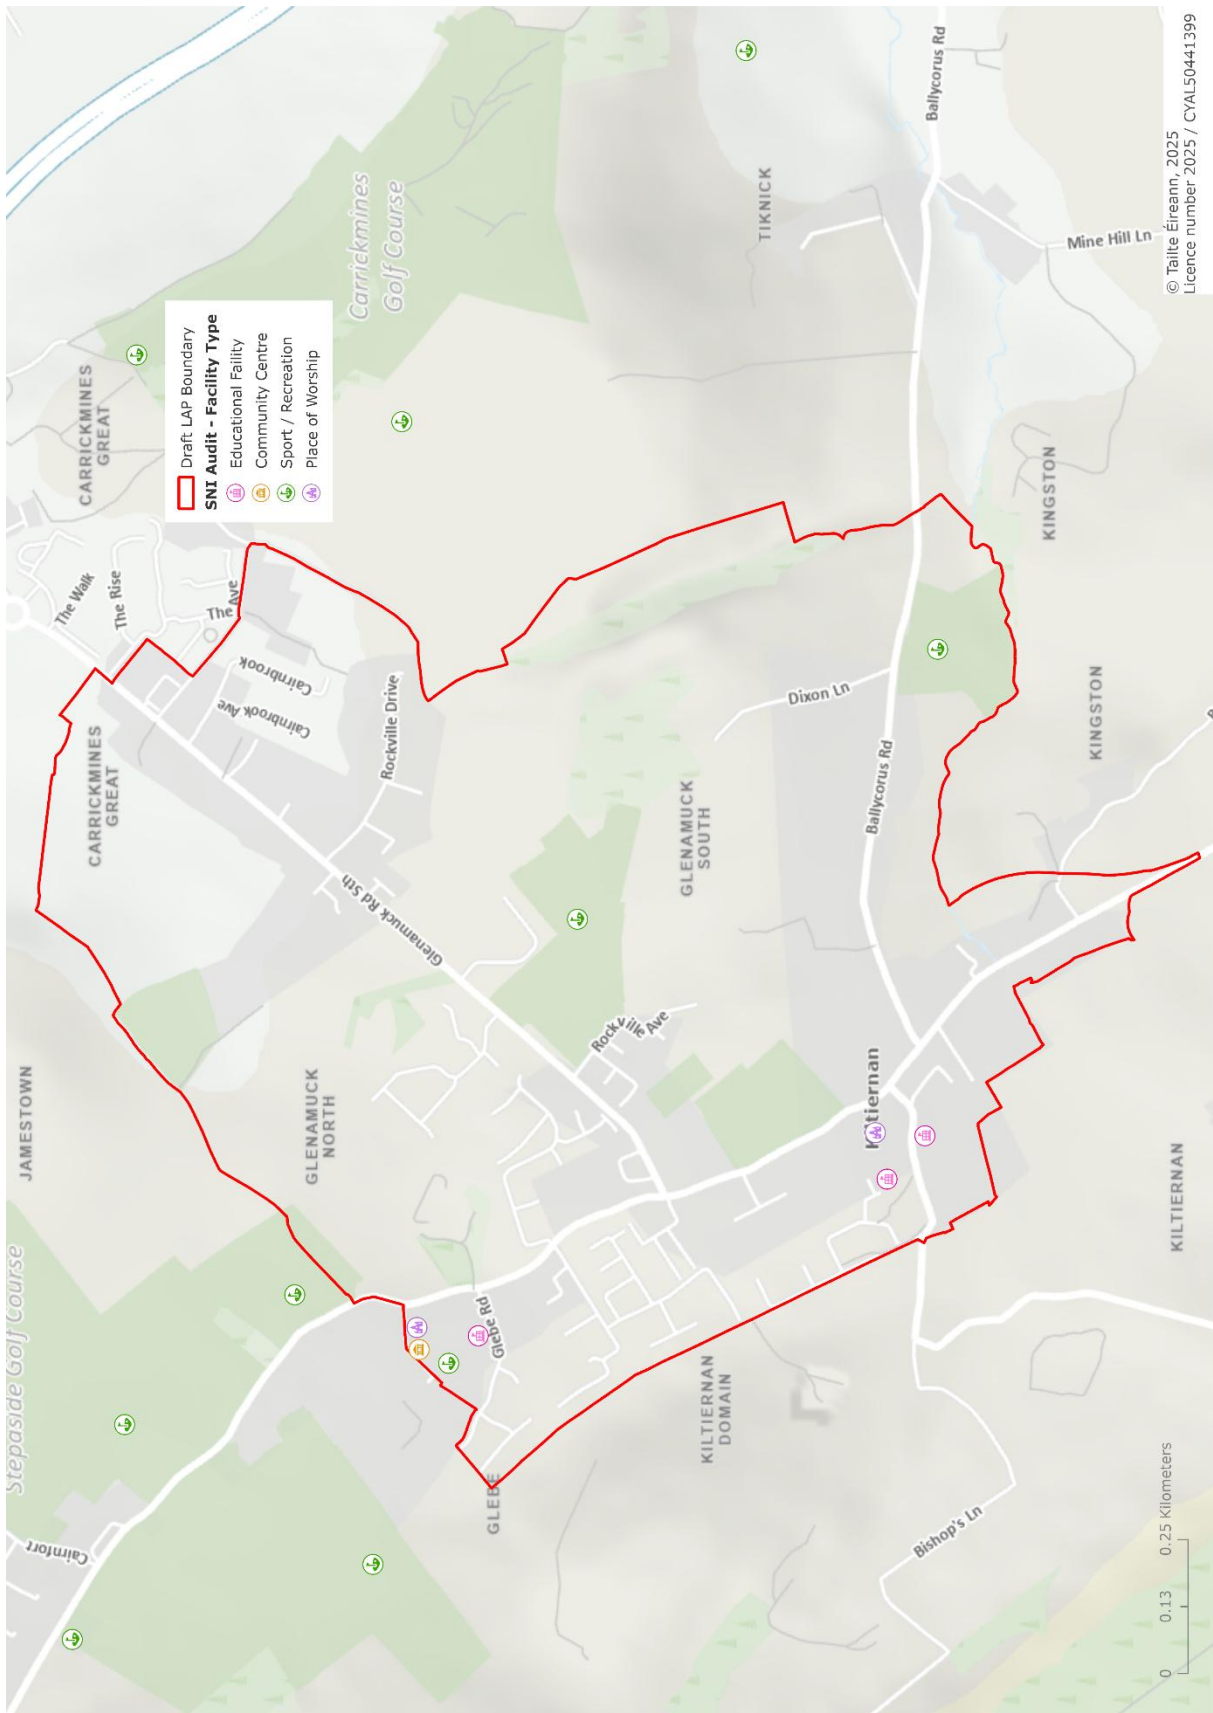 Draft LAP Boundary
SNI Audit - Facility Type
Educational Faility
Community Centre
Sport / Recreation
Place of Worship
Stepaside Golf Course
JAMESTOWN
CARRICKMINES
GREAT
CARRICKMINES
GREAT
Carrickmines
Golf Course
The Walk
The Rise
The Ave
Cairnbrook
Cairnbrook Ave
Rockville Drive
Glenamuck Rd Sth
GLENAMUCK
NORTH
Cairnfort
Glebe Rd
GLEBE
Rockville Ave
GLENAMUCK
SOUTH
KILTIERNAN
DOMAIN
TIKNICK
Dixon Ln
Ballycorus Rd
Ballycorus Rd
Kiltiernan
Bishop's Ln
Mine Hill Ln
KINGSTON
KINGSTON
KILTIERNAN
0 0.13 0.25 Kilometers
© Tailte Éireann, 2025
Licence number 2025 / CYAL50441399